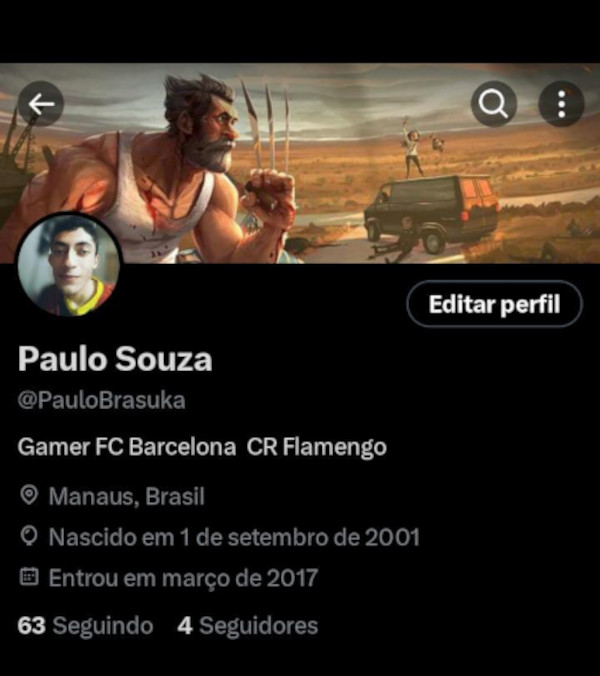 Editar perfil
Paulo Souza
@PauloBrasuka
Gamer FC Barcelona CR Flamengo
Manaus, Brasil
Nascido em 1 de setembro de 2001
Entrou em março de 2017
63 Seguindo 4 Seguidores